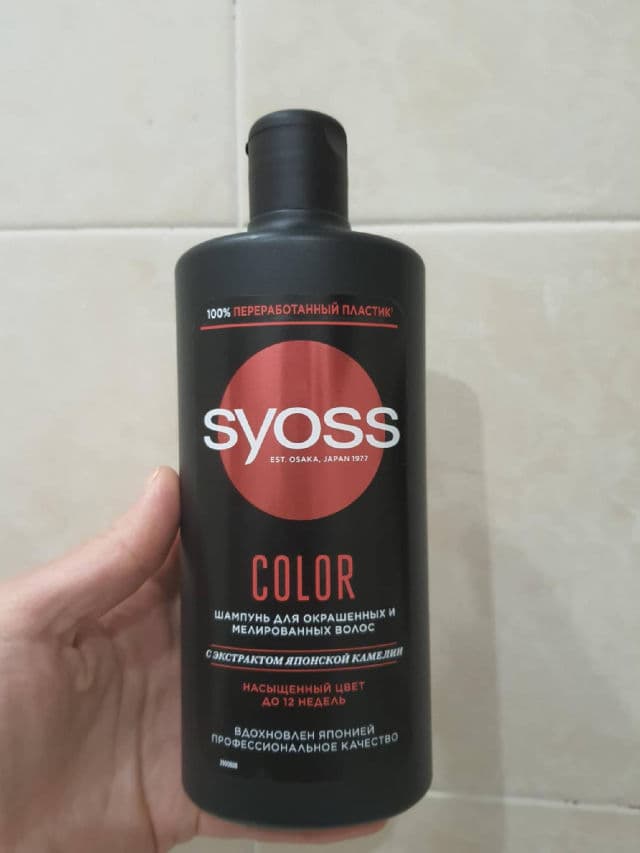 100% ПЕРЕРАБОТАННЫЙ ПЛАСТИК
SYOSS
EST. OSAKA, JAPAN 1977
COLOR
ШАМПУНЬ ДЛЯ ОКРАШЕННЫХ И
МЕЛИРОВАННЫХ ВОЛОС
С ЭКСТРАКТОМ ЯПОНСКОЙ КАМЕЛИИ
НАСЫЩЕННЫЙ ЦВЕТ
ДО 12 НЕДЕЛЬ
ВДОХНОВЛЕН ЯПОНИЕЙ
ПРОФЕССИОНАЛЬНОЕ КАЧЕСТВО